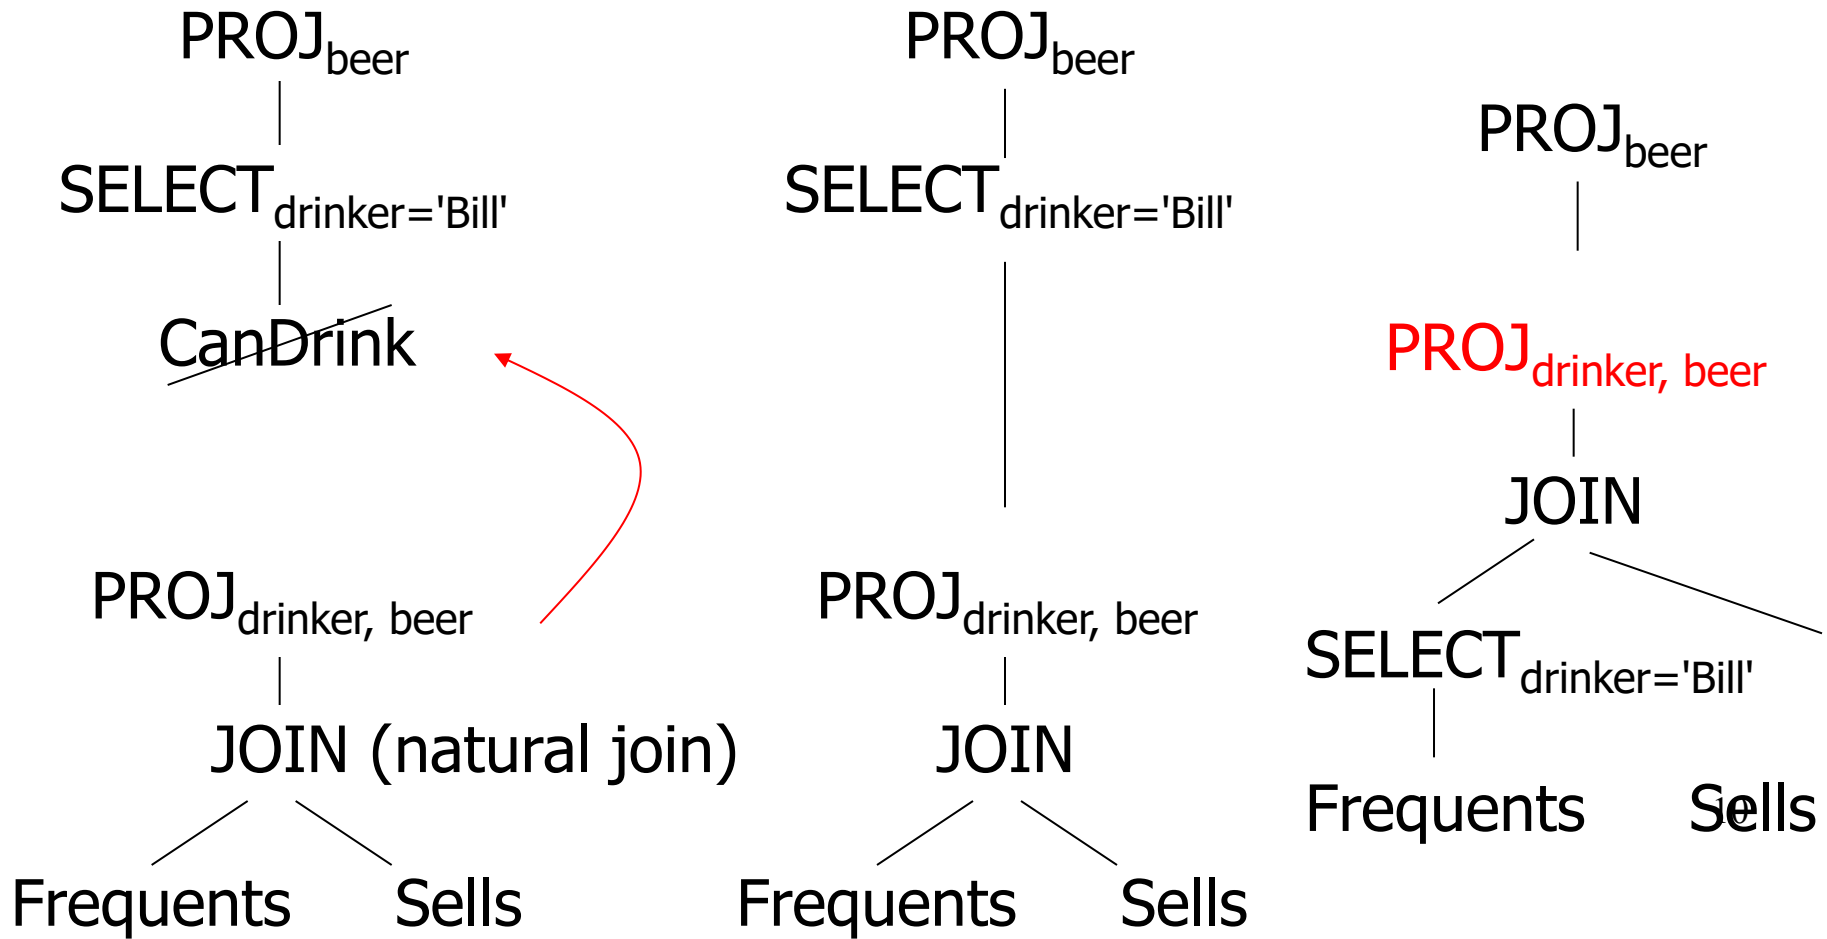 PROJbeer
SELECTdrinker='Bill'
CanDrink
PROJdrinker, beer
JOIN (natural join)
Frequents Sells
PROJbeer
SELECTdrinker='Bill'
PROJdrinker, beer
JOIN
Frequents Sells
PROJbeer
PROJdrinker, beer
JOIN
SELECTdrinker='Bill'
Frequents Sells
10